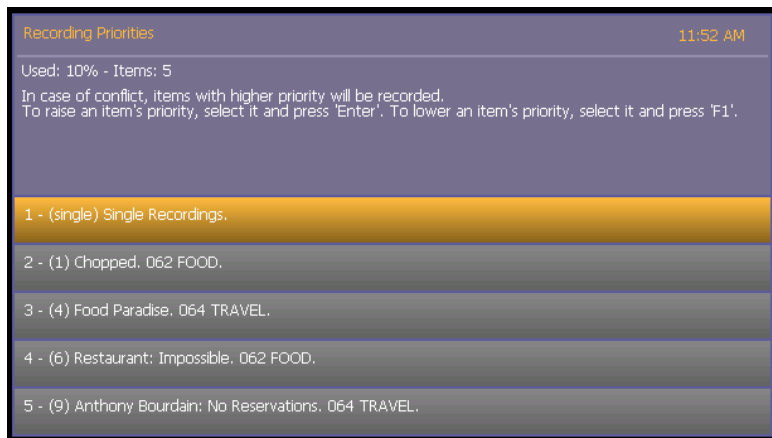 Recording Priorities
11:52 AM
Used: 10% - Items: 5
In case of conflict, items with higher priority will be recorded.
To raise an item's priority, select it and press 'Enter'. To lower an item's priority, select it and press 'F1'.
1 - (single) Single Recordings.
2 - (1) Chopped. 062 FOOD.
3 - (4) Food Paradise. 064 TRAVEL.
4 - (6) Restaurant: Impossible. 062 FOOD.
5 - (9) Anthony Bourdain: No Reservations. 064 TRAVEL.